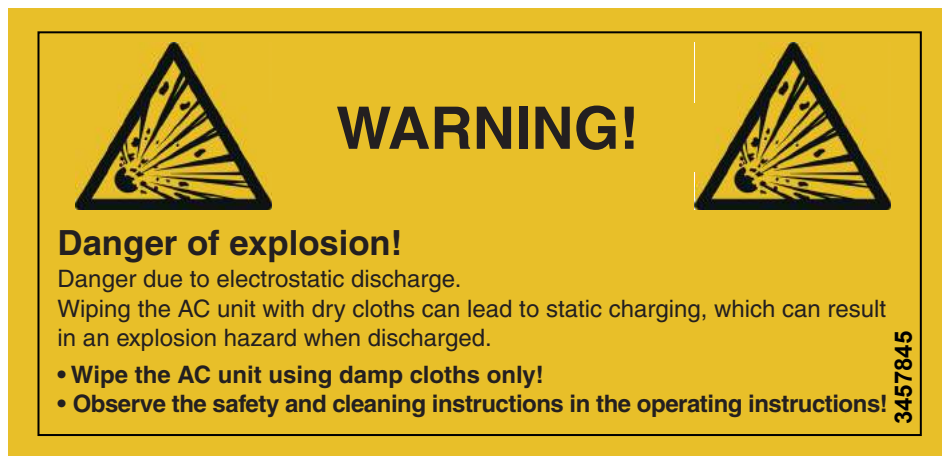 WARNING!
Danger of explosion!
Danger due to electrostatic discharge.
Wiping the AC unit with dry cloths can lead to static charging, which can result
in an explosion hazard when discharged.
• Wipe the AC unit using damp cloths only!
• Observe the safety and cleaning instructions in the operating instructions!
3457845